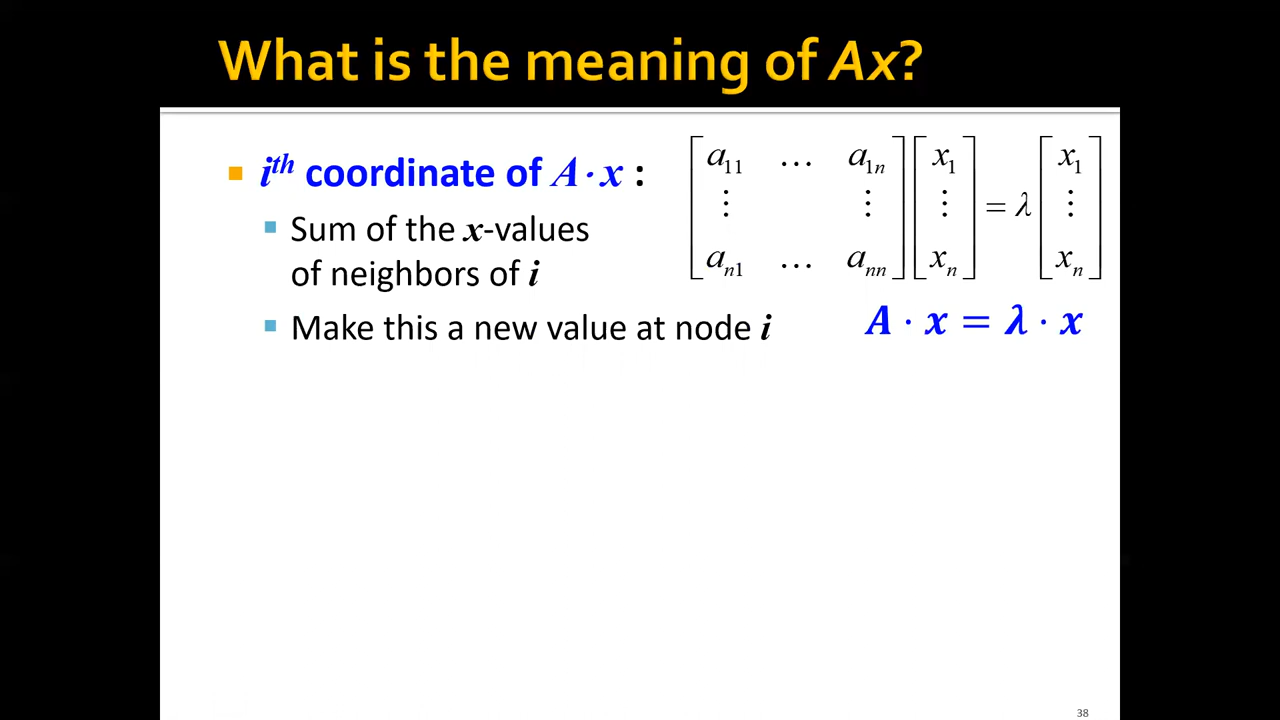 What is the meaning of Ax?
iᵗʰ coordinate of A · x :
Sum of the x-values
of neighbors of i
Make this a new value at node i
a₁₁ … a₁ₙ x₁ x₁
⋮ ⋮ ⋮ = λ ⋮
aₙ₁ … aₙₙ xₙ xₙ
A · x = λ · x
38